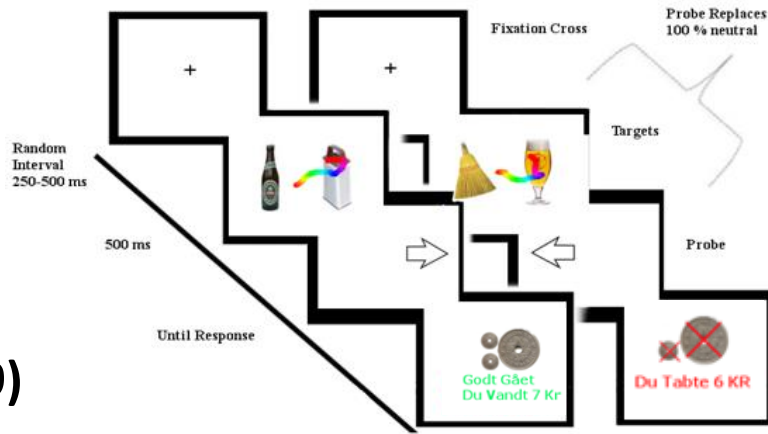 Fixation Cross
Probe Replaces
100 % neutral
Targets
Random
Interval
250-500 ms
500 ms
Probe
Until Response
Godt Gået
Du Vandt 7 Kr
Du Tabte 6 KR
)